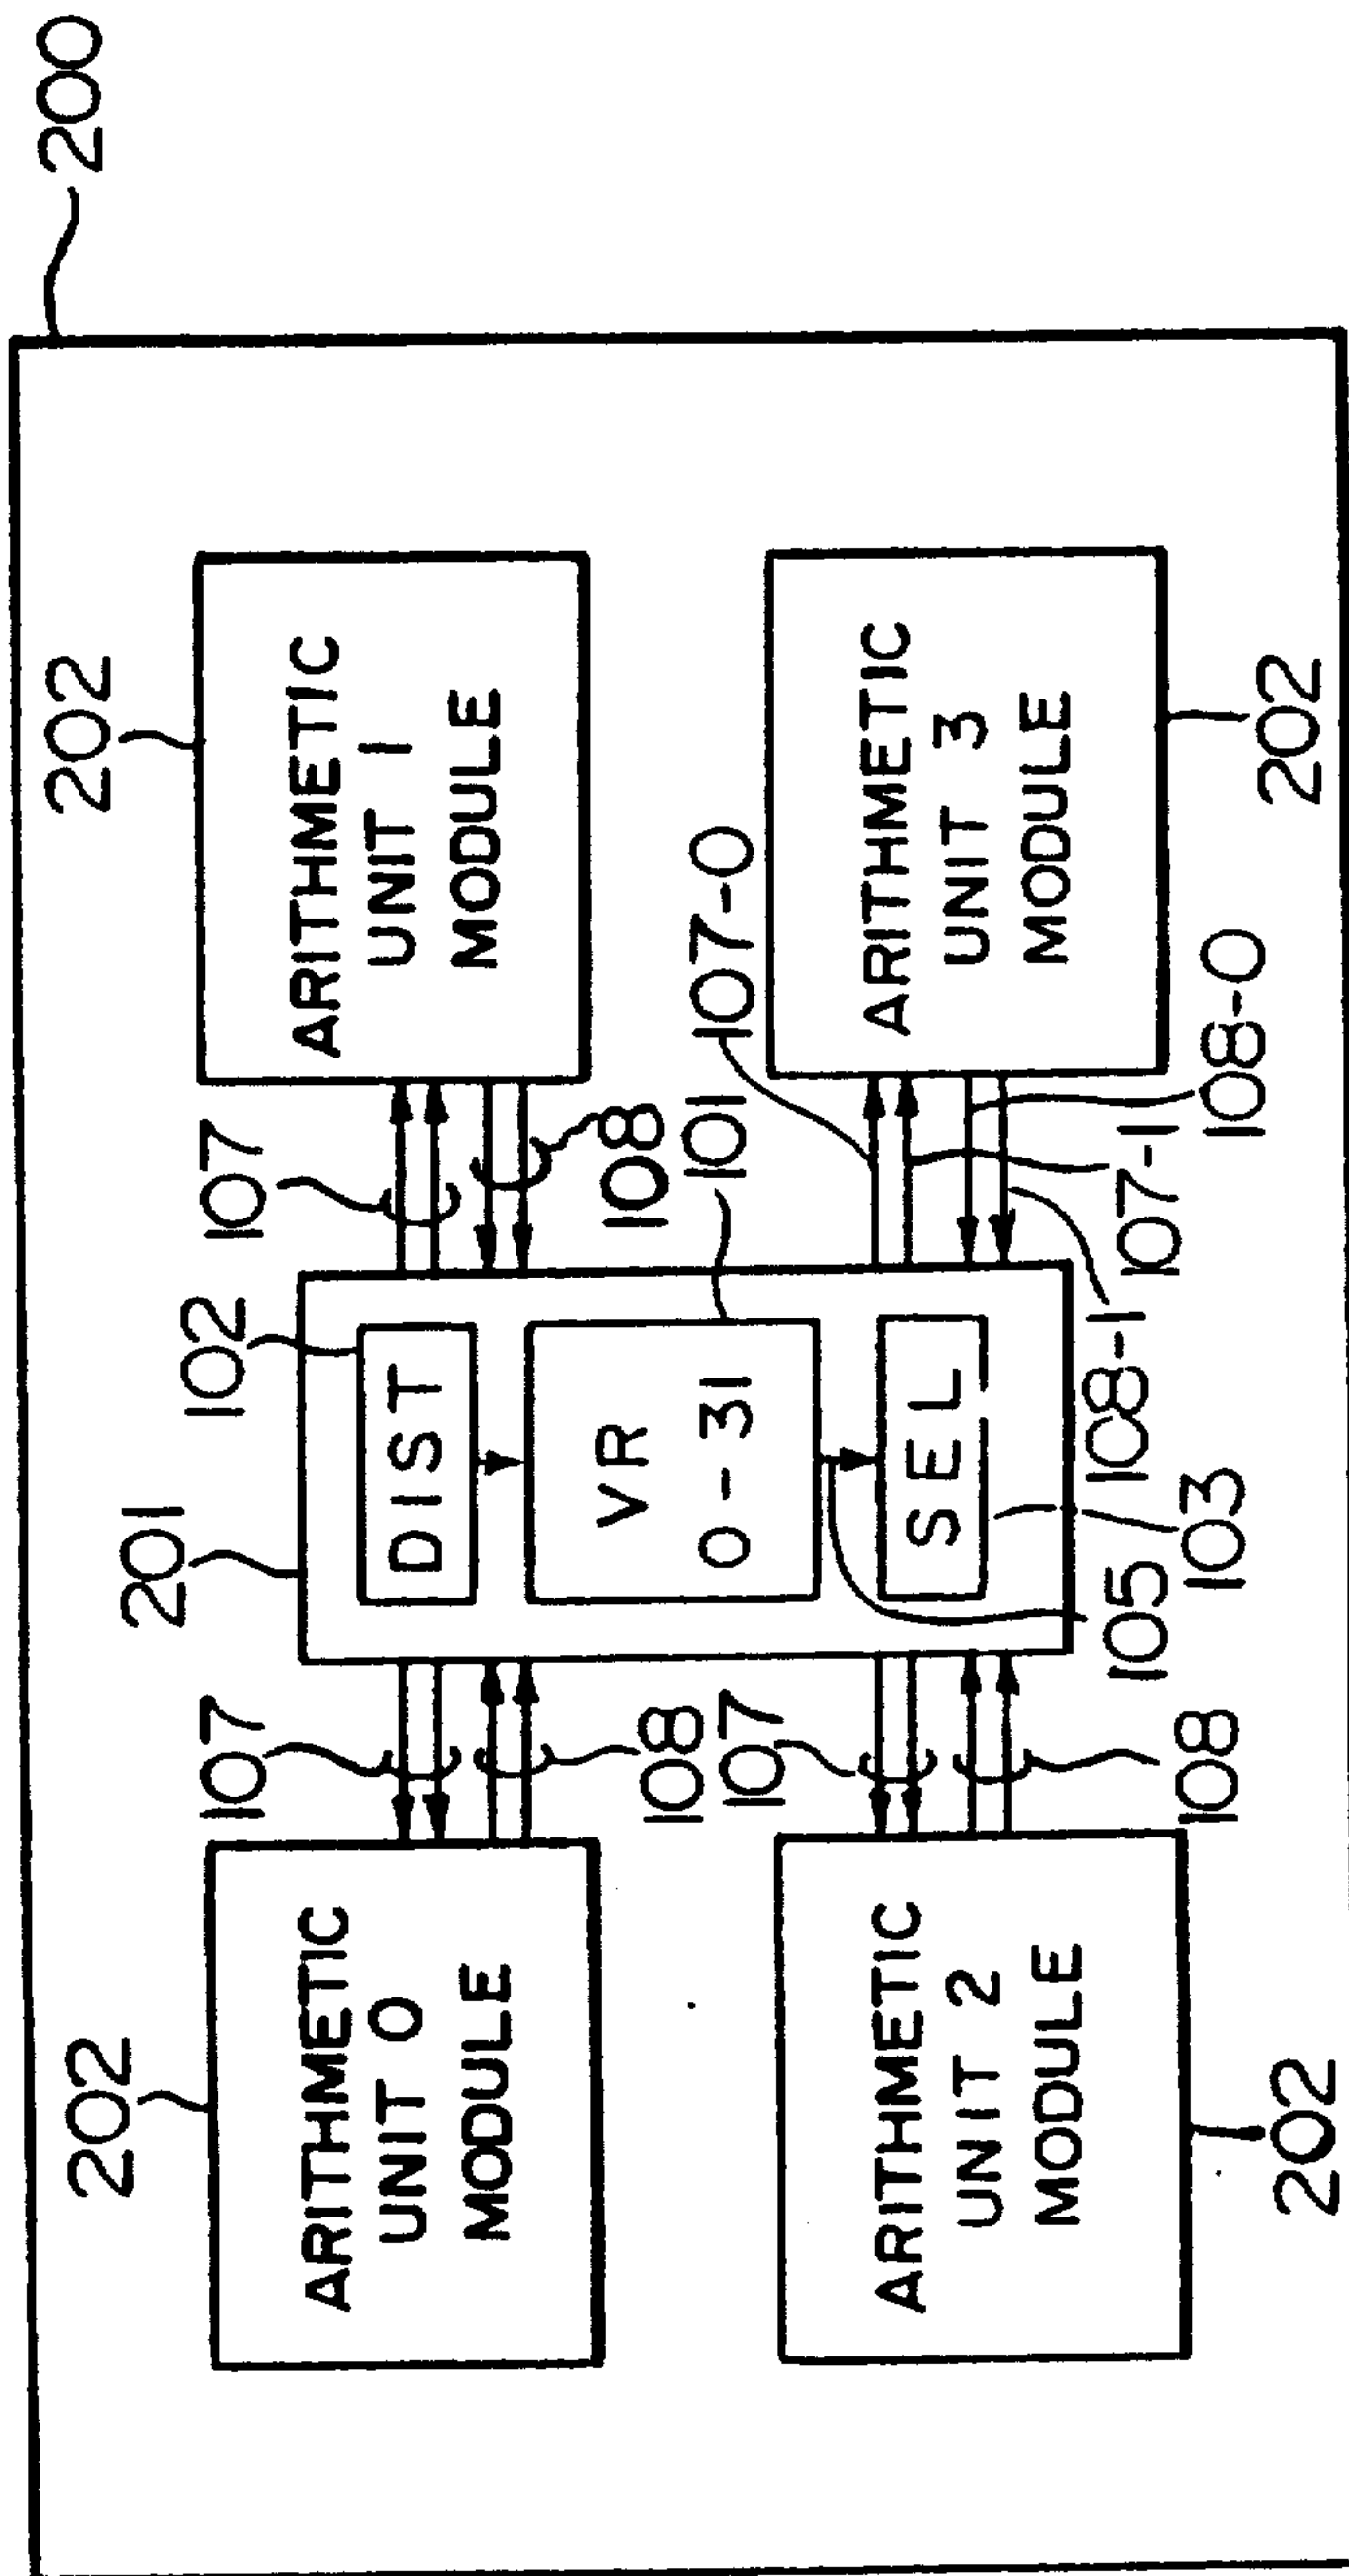 200
202
201
202
107
102
107
ARITHMETIC
UNIT 0
MODULE
DIST
ARITHMETIC
UNIT 1
MODULE
108
108
VR
0-31
101
107
107-0
ARITHMETIC
UNIT 2
MODULE
SEL
ARITHMETIC
UNIT 3
MODULE
108
105
103
108-1
107-1
108-0
202
202